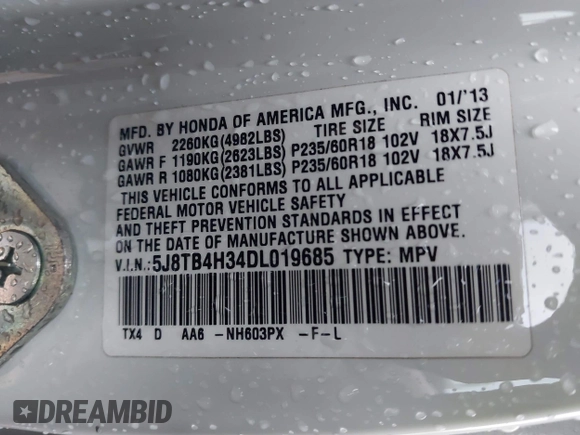 MFD. BY HONDA OF AMERICA MFG., INC. 01/'13
GVWR 2260KG(4982LBS) TIRE SIZE RIM SIZE
GAWR F 1190KG(2623LBS) P235/60R18 102V 18X7.5J
GAWR R 1080KG(2381LBS) P235/60R18 102V 18X7.5J
THIS VEHICLE CONFORMS TO ALL APPLICABLE
FEDERAL MOTOR VEHICLE SAFETY
AND THEFT PREVENTION STANDARDS IN EFFECT
ON THE DATE OF MANUFACTURE SHOWN ABOVE.
V.I.N.: 5J8TB4H34DL019685 TYPE: MPV
TX4 D AA6 -NH603PX -F-L
DREAMBID